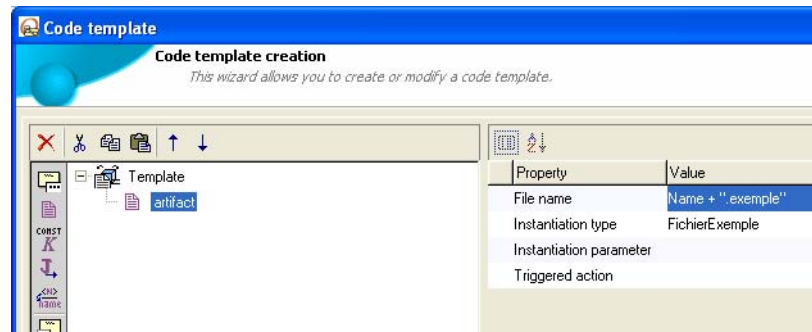 Code template
Code template creation
This wizard allows you to create or modify a code template.
Template
artifact
CONST
K
J
<N>
name
A
Z
Property Value
File name Name + ".exemple"
Instantiation type FichierExemple
Instantiation parameter
Triggered action